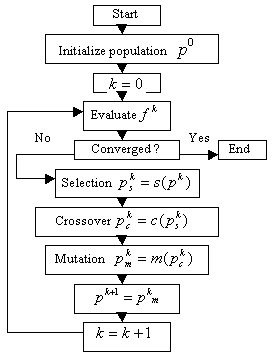 Start
Initialize population p^0
k = 0
Evaluate f^k
No
Yes
Converged ?
End
Selection p_s^k = s(p^k)
Crossover p_c^k = c(p_s^k)
Mutation p_m^k = m(p_c^k)
p^{k+1} = p^k_m
k = k + 1